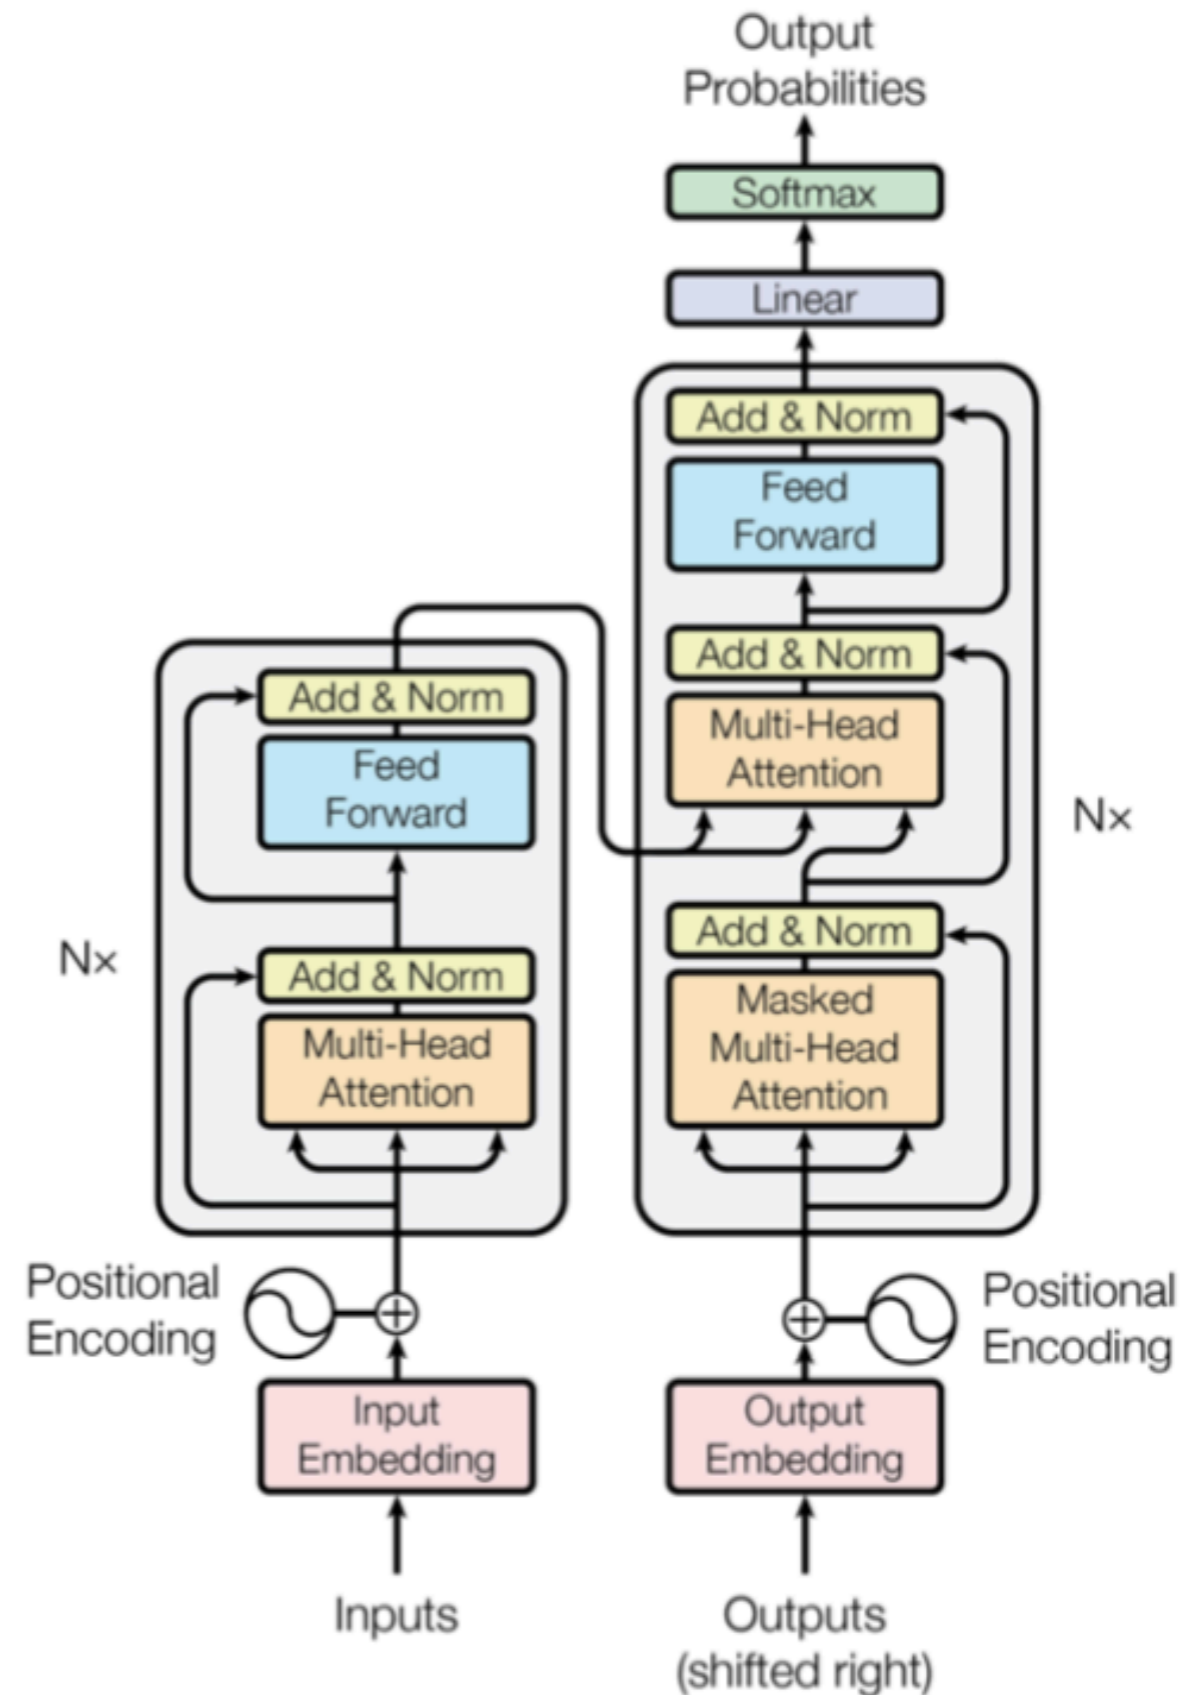 Output
Probabilities
Softmax
Linear
Add & Norm
Feed
Forward
Add & Norm
Multi-Head
Attention
N×
Add & Norm
Masked
Multi-Head
Attention
Add & Norm
Feed
Forward
N×
Add & Norm
Multi-Head
Attention
Positional
Encoding
Positional
Encoding
Input
Embedding
Output
Embedding
Inputs
Outputs
(shifted right)